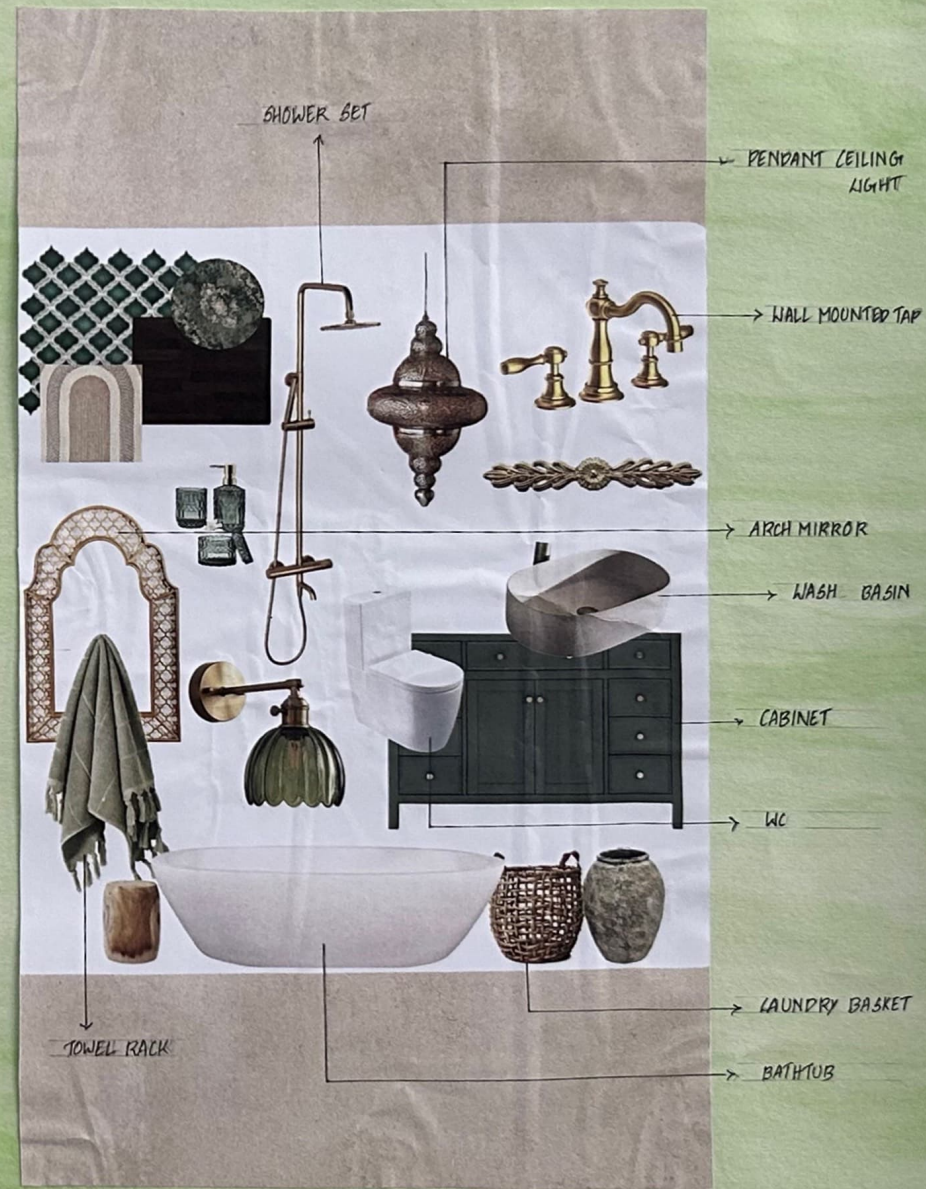 SHOWER SET
PENDANT CEILING
LIGHT
WALL MOUNTED TAP
ARCH MIRROR
WASH BASIN
CABINET
WC
LAUNDRY BASKET
TOWEL RACK
BATHTUB